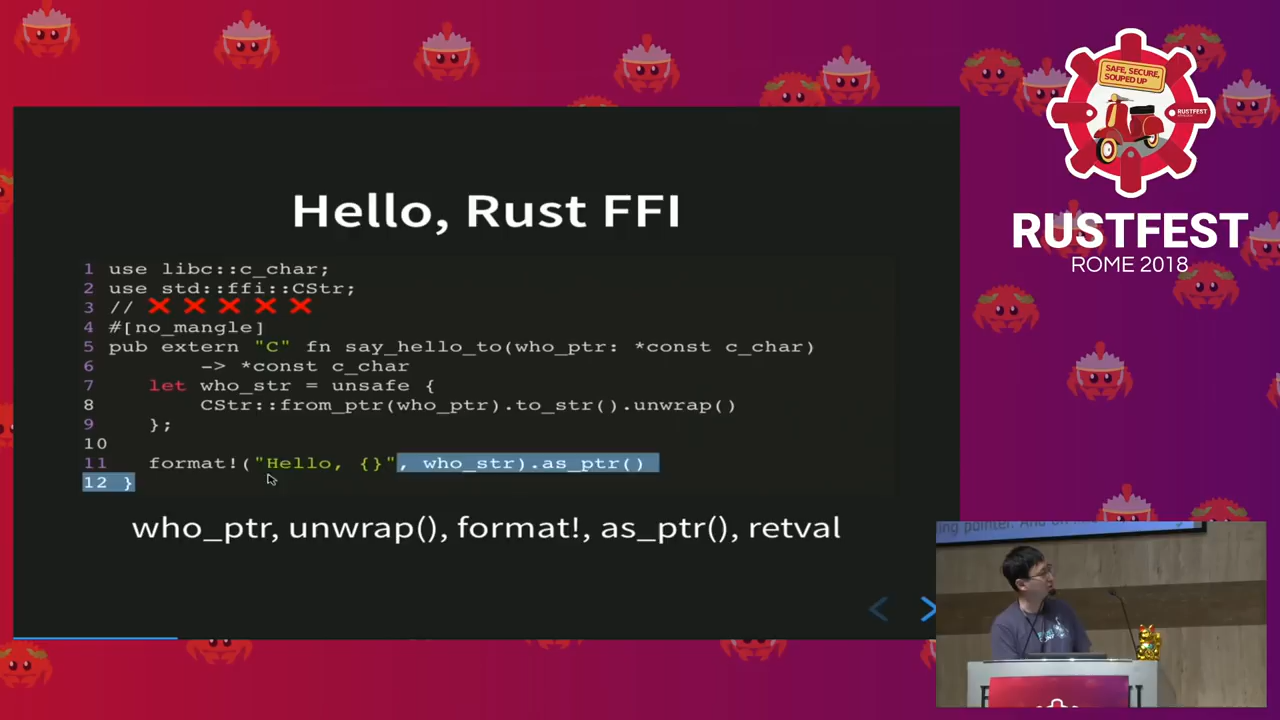 Hello, Rust FFI
1 use libc::c_char;
2 use std::ffi::CStr;
3 // ❌ ❌ ❌ ❌ ❌
4 #[no_mangle]
5 pub extern "C" fn say_hello_to(who_ptr: *const c_char)
6 -> *const c_char
7 let who_str = unsafe {
8 CStr::from_ptr(who_ptr).to_str().unwrap()
9 };
10
11 format!("Hello, {}", who_str).as_ptr()
12 }
who_ptr, unwrap(), format!, as_ptr(), retval
SAFE, SECURE,
SOUPED UP
RUSTFEST
RUSTFEST
ROME 2018
pointer. And